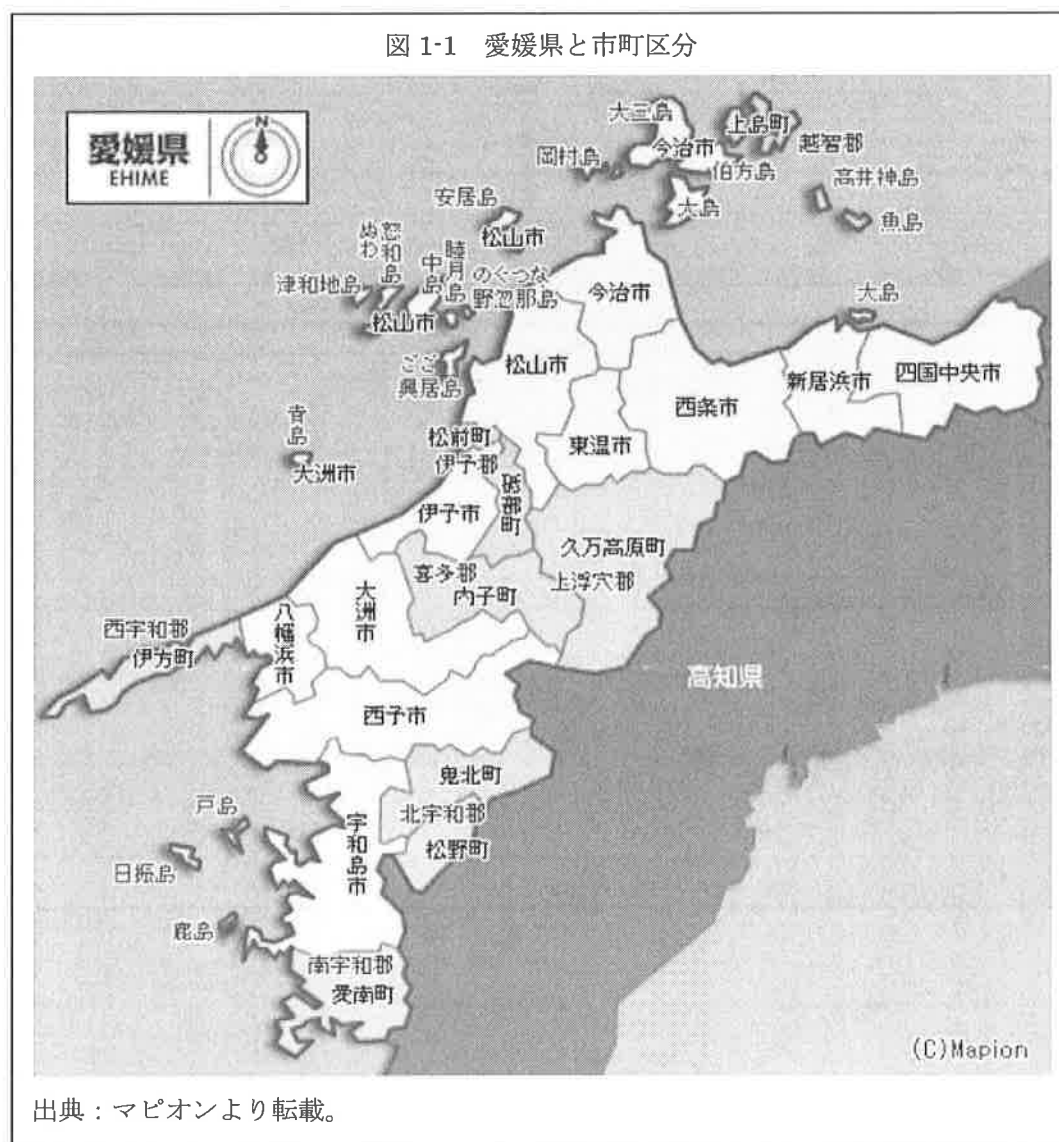 図 1-1　愛媛県と市町区分
愛媛県
EHIME
N
大三島
今治市
上島町
越智郡
岡村島
伯方島
高井神島
魚島
大島
安居島
松山市
怒和島
ぬわ
中島
睦月島
のぐつな
野忽那島
津和地島
松山市
ごご
興居島
今治市
松山市
大島
新居浜市
四国中央市
西条市
東温市
青島
大洲市
松前町
伊予郡
砥部町
伊予市
久万高原町
上浮穴郡
喜多郡
内子町
大洲市
八幡浜市
西宇和郡
伊方町
高知県
西予市
鬼北町
北宇和郡
松野町
宇和島市
戸島
日振島
鹿島
南宇和郡
愛南町
(C)Mapion
出典：マピオンより転載。